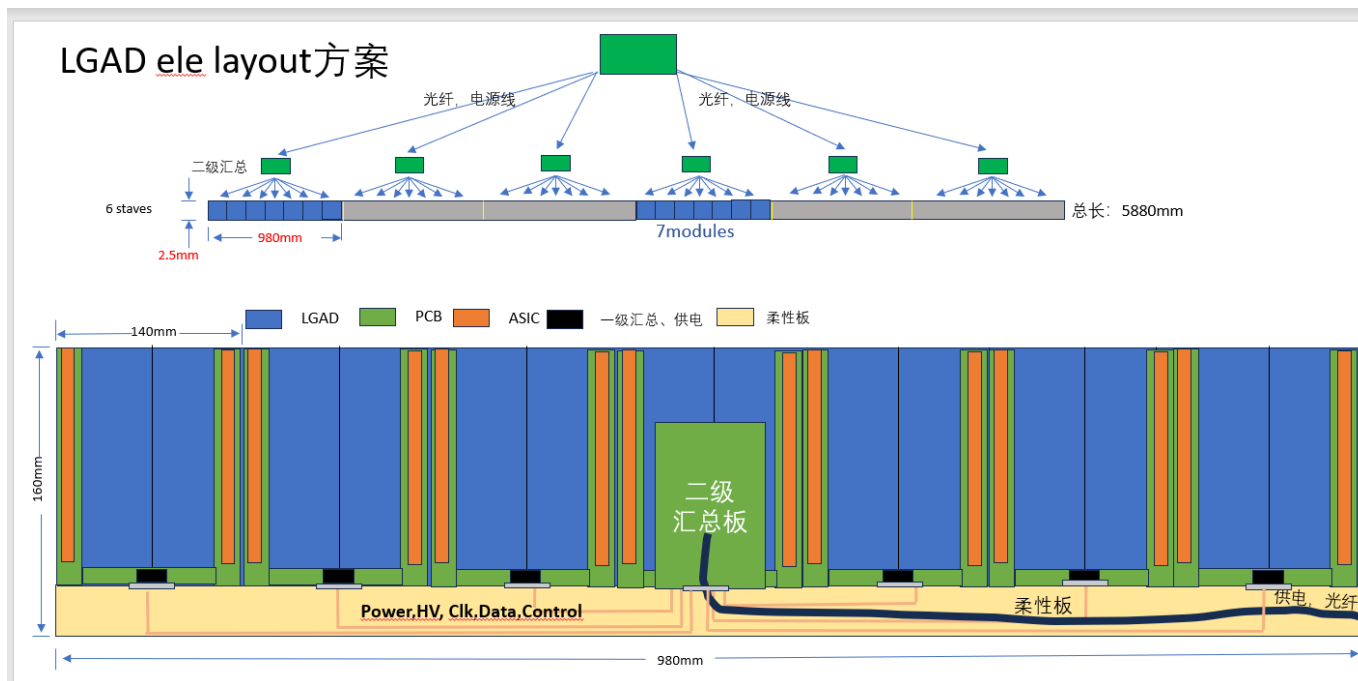 LGAD ele layout方案
光纤，电源线
光纤，电源线
二级汇总
6 staves
总长：5880mm
980mm
7modules
2.5mm
LGAD
PCB
ASIC
一级汇总、供电
柔性板
140mm
160mm
二级
汇总板
Power,HV, Clk,Data,Control
柔性板
供电，光纤
980mm